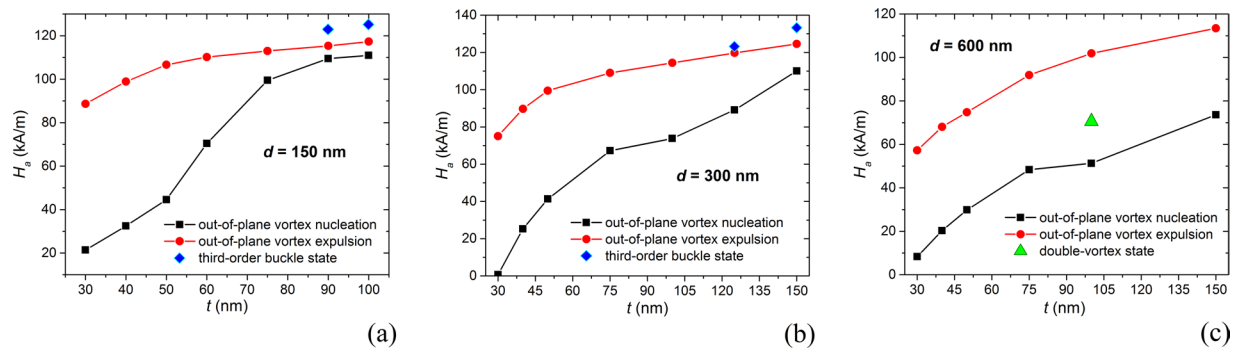 120
100
80
60
40
20
H_a (kA/m)
d = 150 nm
out-of-plane vortex nucleation
out-of-plane vortex expulsion
third-order buckle state
30 40 50 60 70 80 90 100
t (nm)
(a)
140
120
100
80
60
40
20
0
H_a (kA/m)
d = 300 nm
out-of-plane vortex nucleation
out-of-plane vortex expulsion
third-order buckle state
30 45 60 75 90 105 120 135 150
t (nm)
(b)
120
100
80
60
40
20
0
H_a (kA/m)
d = 600 nm
out-of-plane vortex nucleation
out-of-plane vortex expulsion
double-vortex state
30 45 60 75 90 105 120 135 150
t (nm)
(c)